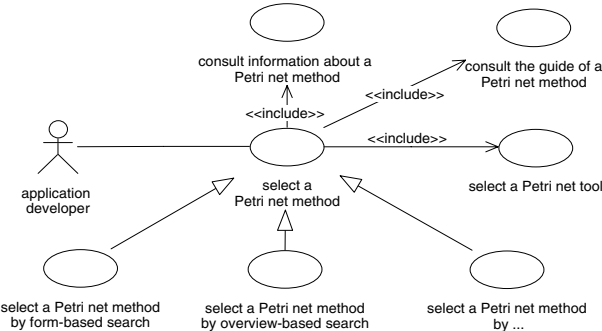 consult information about a
Petri net method
consult the guide of a
Petri net method
<<include>>
<<include>>
<<include>>
application
developer
select a
Petri net method
select a Petri net tool
select a Petri net method
by form-based search
select a Petri net method
by overview-based search
select a Petri net method
by ...